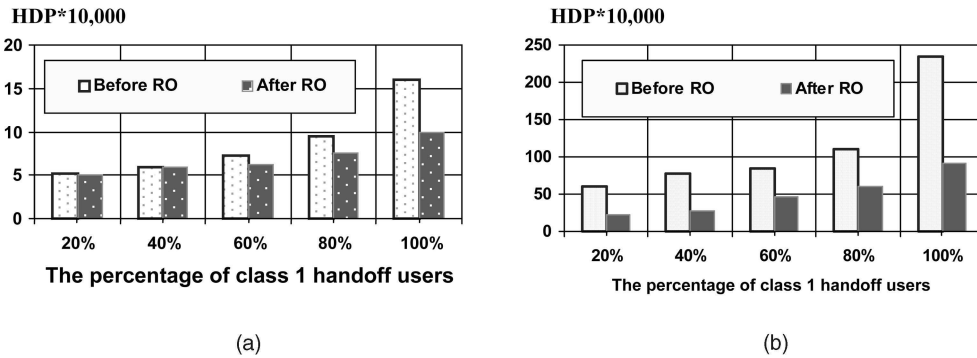 HDP*10,000
20
15
10
5
0
Before RO
After RO
20% 40% 60% 80% 100%
The percentage of class 1 handoff users
(a)
HDP*10,000
250
200
150
100
50
0
Before RO
After RO
20% 40% 60% 80% 100%
The percentage of class 1 handoff users
(b)